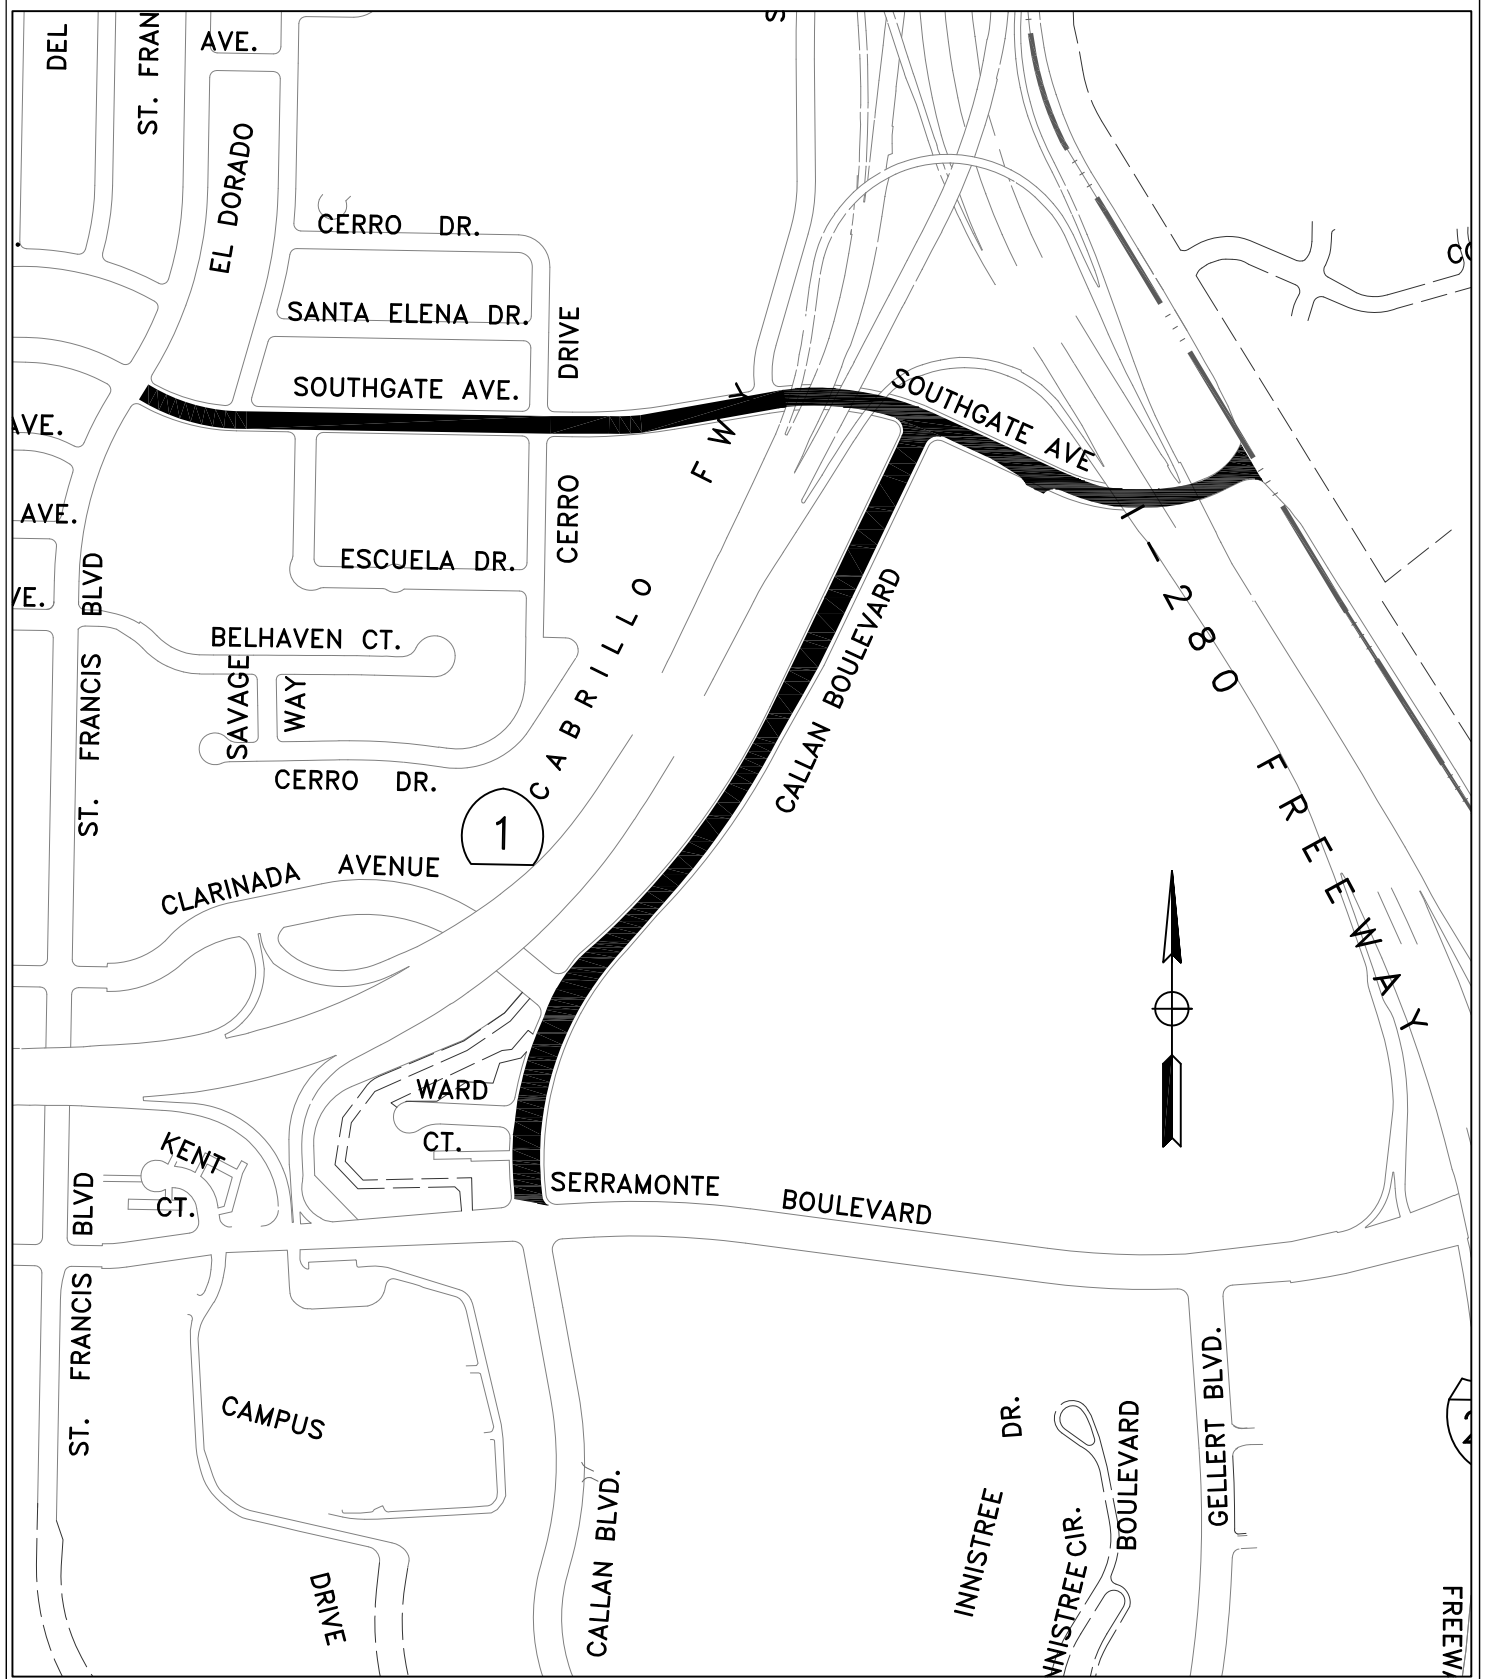 DEL
ST. FRAN
AVE.
S
EL DORADO
CERRO DR.
SANTA ELENA DR.
DRIVE
SOUTHGATE AVE.
SOUTHGATE AVE
AVE.
AVE.
VE.
ESCUELA DR.
CERRO
BLVD
ST. FRANCIS
BELHAVEN CT.
SAVAGE
WAY
CERRO DR.
CABRILLO FWY
1
CALLAN BOULEVARD
I-280 FREEWAY
CLARINADA AVENUE
WARD
CT.
KENT
CT.
SERRAMONTE BOULEVARD
BLVD
ST. FRANCIS
CAMPUS
DRIVE
CALLAN BLVD.
INNISTREE
DR.
NNISTREE CIR.
BOULEVARD
GELLERT BLVD.
2
FREEW